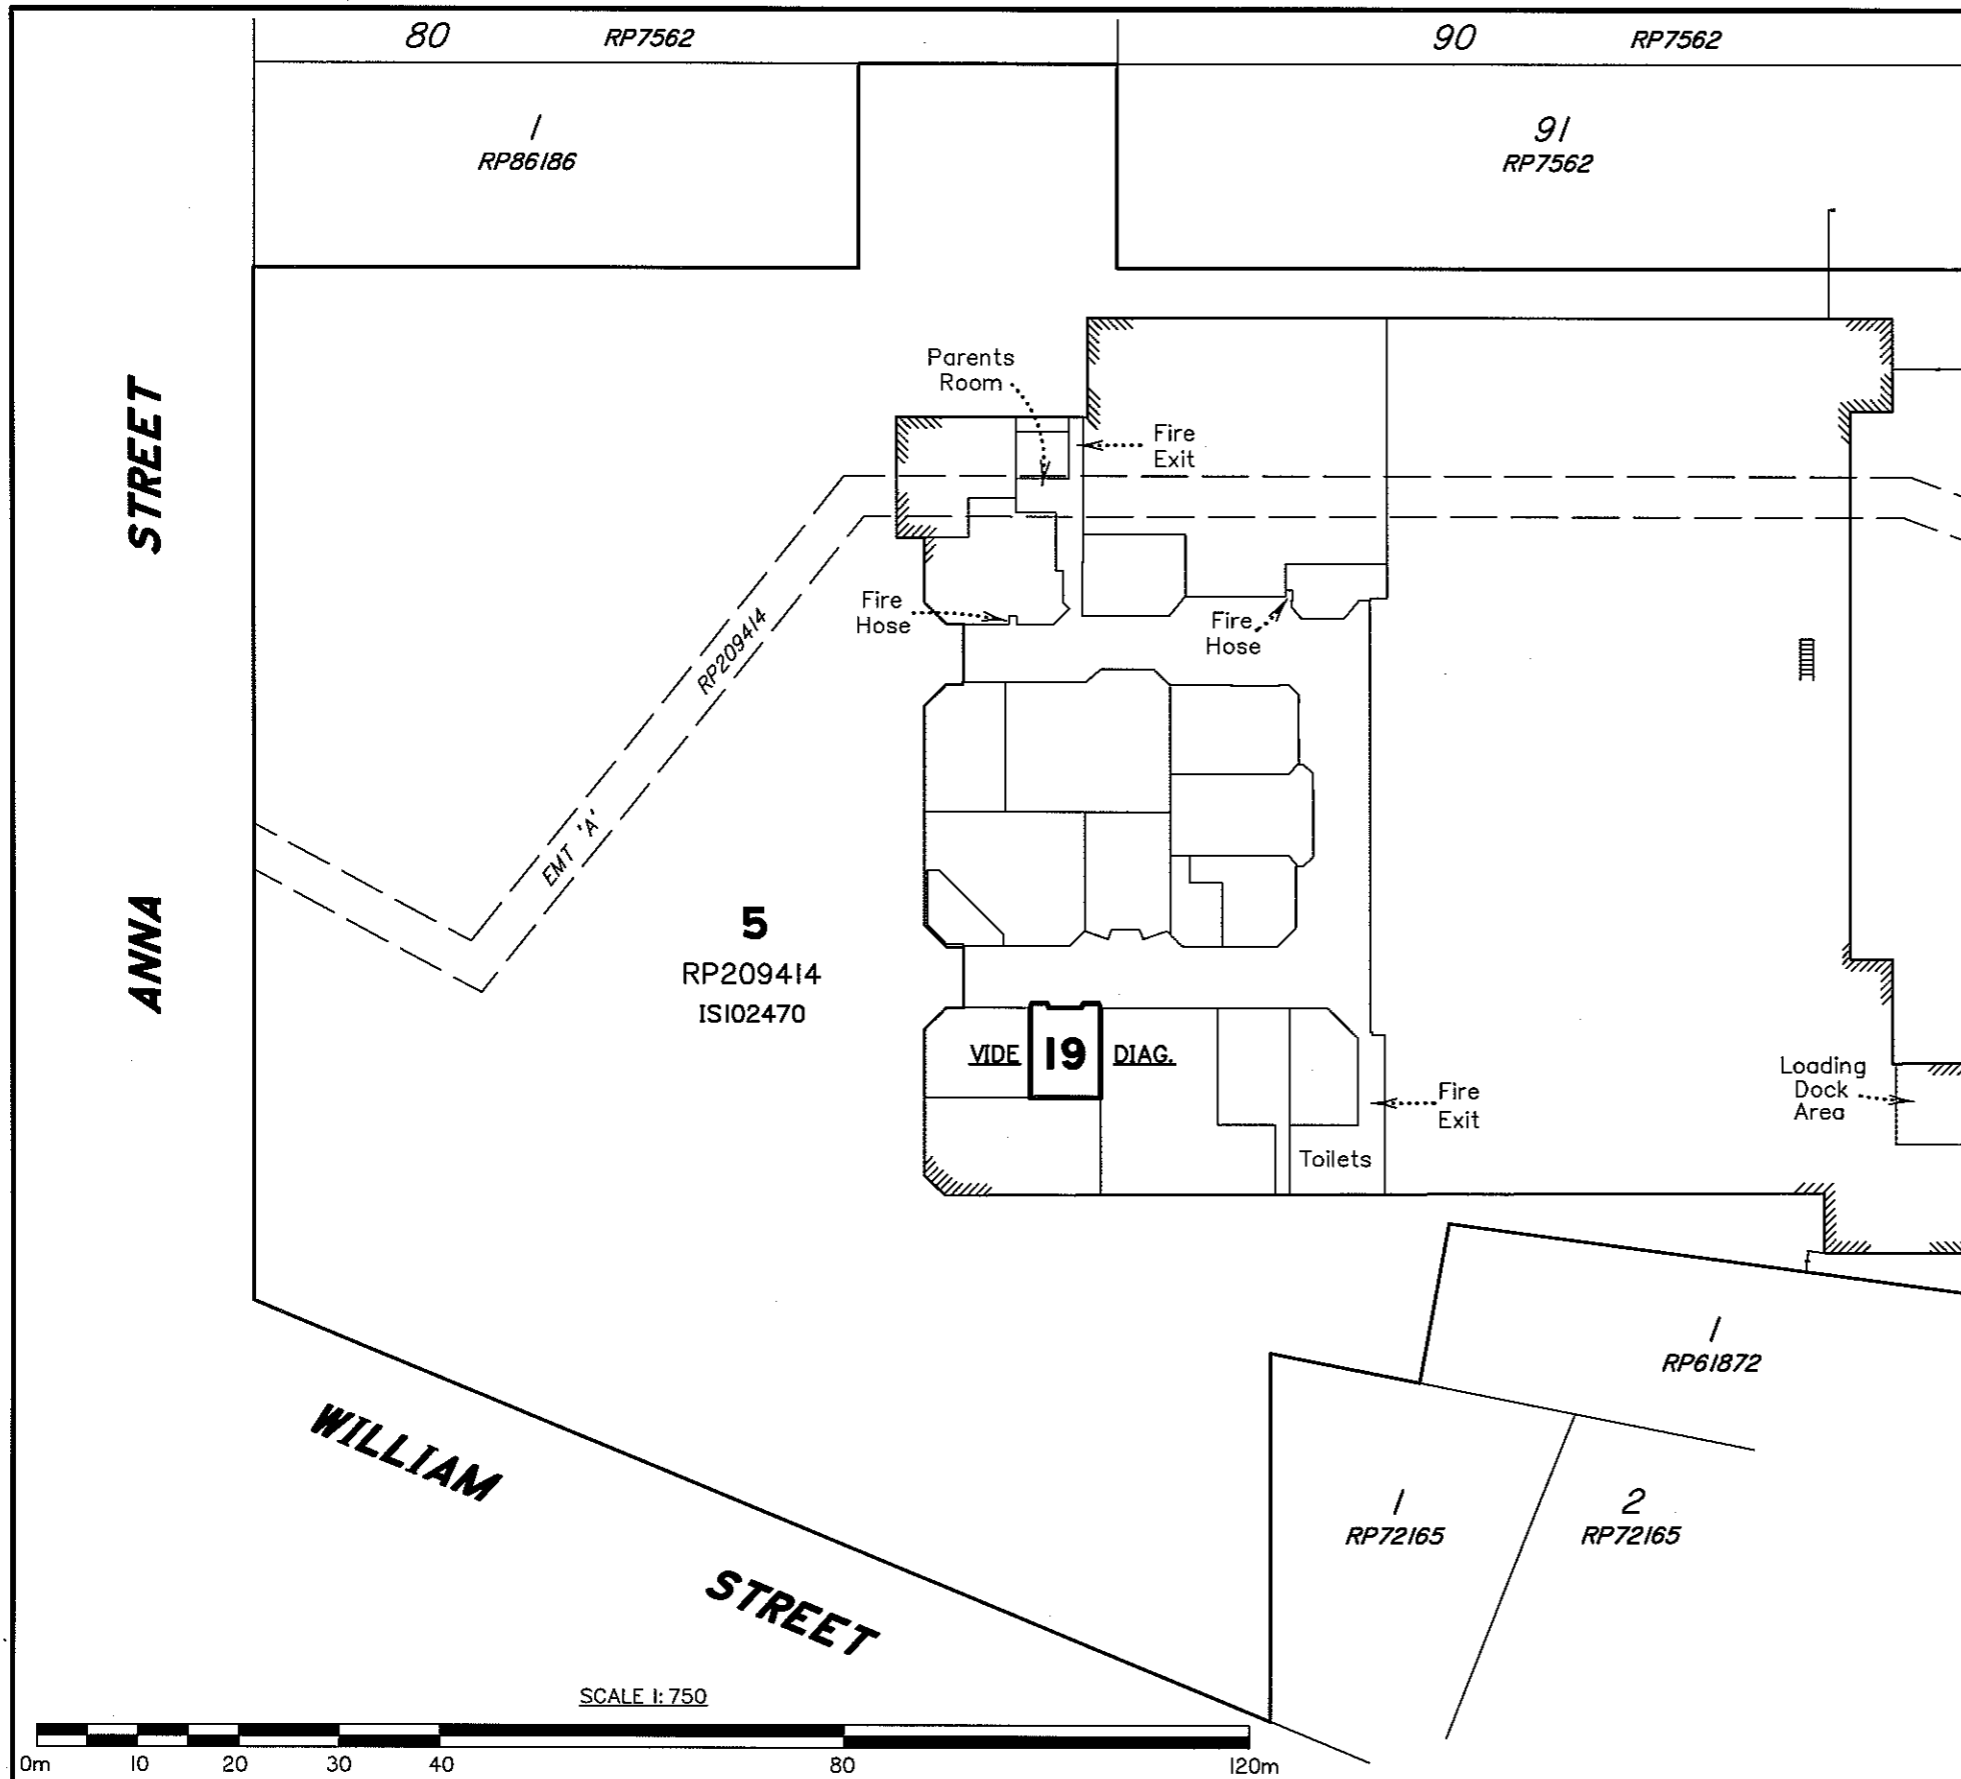 80 RP7562 90 RP7562
1
RP86186
91
RP7562
Parents
Room
Fire
Exit
STREET
Fire
Hose
Fire
Hose
RP209414
EMT 'A'
ANNA
5
RP209414
IS102470
VIDE 19 DIAG.
Fire
Exit
Loading
Dock
Area
Toilets
1
RP61872
WILLIAM
STREET
1
RP72165
2
RP72165
SCALE 1:750
0m 10 20 30 40 80 120m